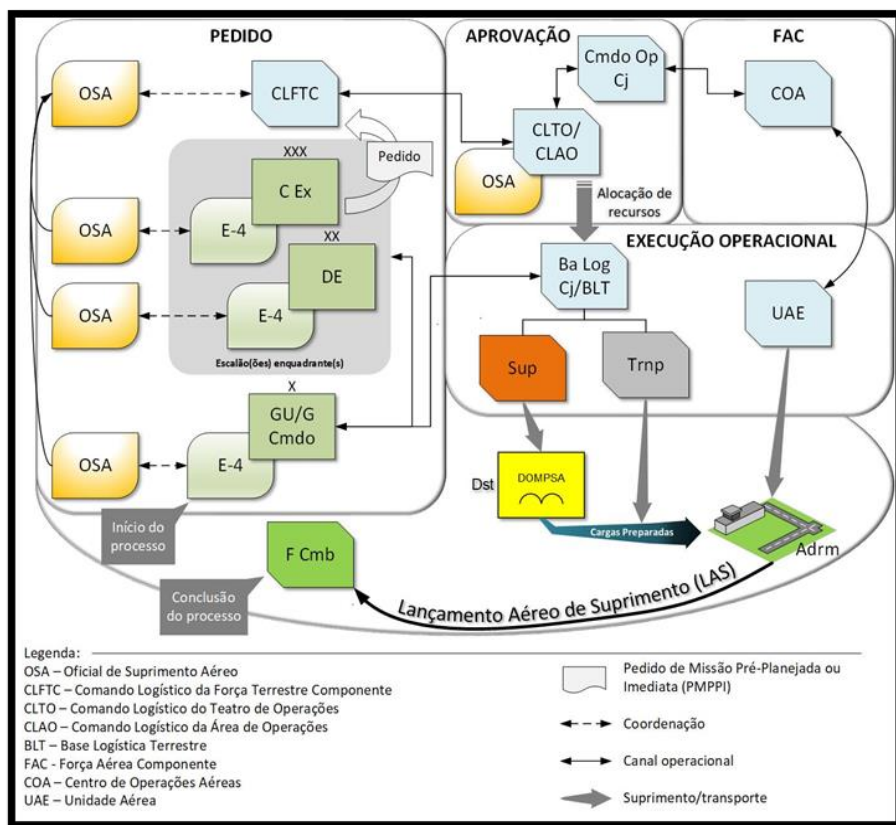 PEDIDO
OSA
CLFTC
Pedido
XXX
C Ex
OSA
E-4
XX
DE
OSA
E-4
Escalão(ões) enquadrante(s)
X
GU/G
Cmdo
OSA
E-4
Início do
processo
APROVAÇÃO
Cmdo Op
Cj
CLTO/
CLAO
OSA
Alocação de
recursos
FAC
COA
EXECUÇÃO OPERACIONAL
Ba Log
Cj/BLT
UAE
Sup
Trnp
Dst
DOMPSA
Cargas Preparadas
Adrm
F Cmb
Conclusão
do processo
Lançamento Aéreo de Suprimento (LAS)
Legenda:
OSA – Oficial de Suprimento Aéreo
CLFTC – Comando Logístico da Força Terrestre Componente
CLTO – Comando Logístico do Teatro de Operações
CLAO – Comando Logístico da Área de Operações
BLT – Base Logística Terrestre
FAC - Força Aérea Componente
COA – Centro de Operações Aéreas
UAE – Unidade Aérea
Pedido de Missão Pré-Planejada ou
Imediata (PMPPI)
Coordenação
Canal operacional
Suprimento/transporte